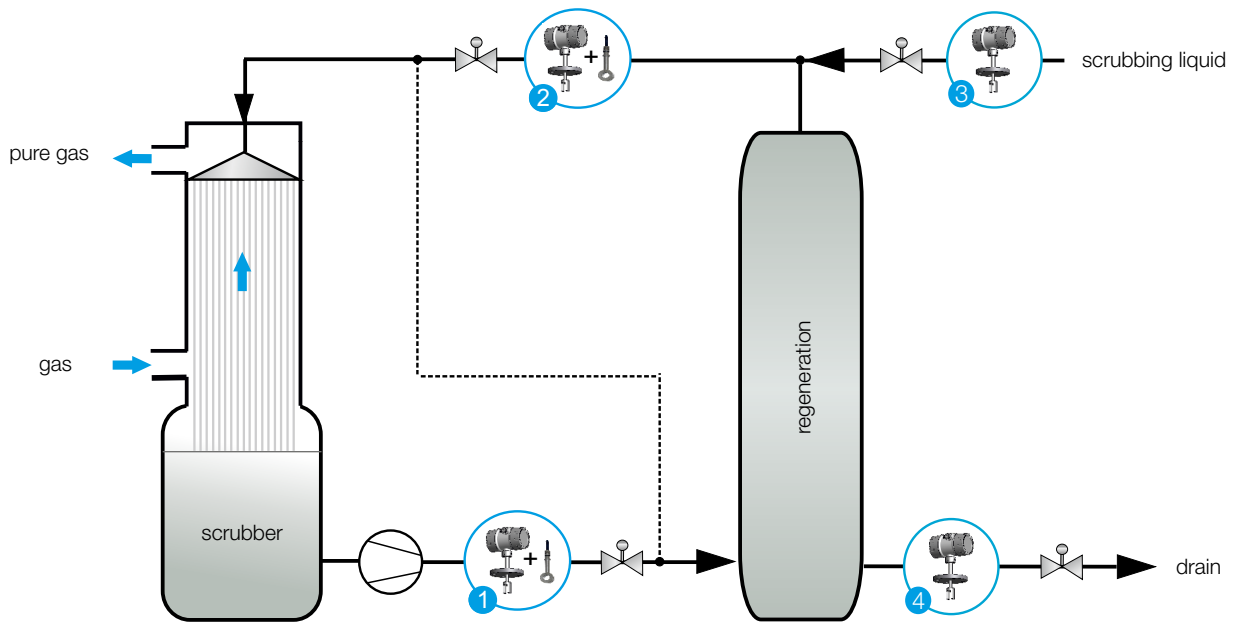 scrubbing liquid
+
2
3
pure gas
gas
regeneration
scrubber
+
1
4
drain